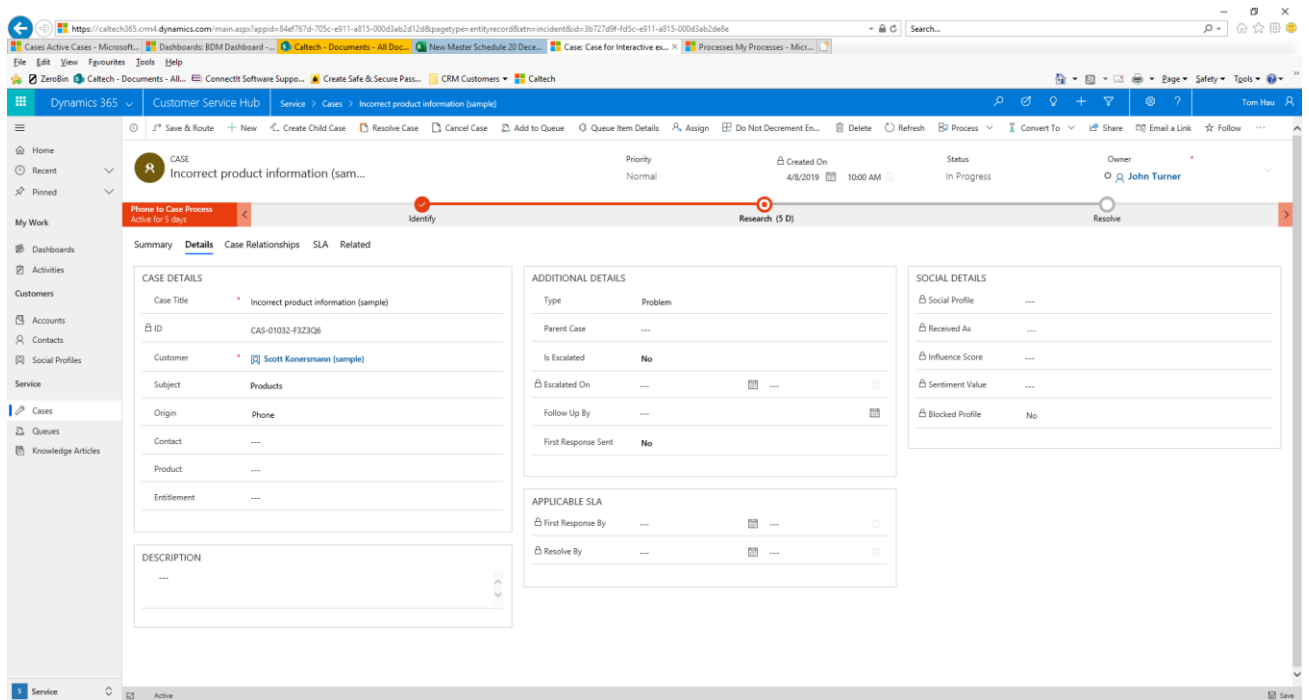 https://caltech365.crm4.dynamics.com/main.aspx?appid=84ef767d-705c-e911-a815-000d3ab2d12d&pagetype=entityrecord&etn=incident&id=3b727d9f-fd5c-e911-a815-000d3ab2de8e Search...
Cases Active Cases - Microsoft... Dashboards: BDM Dashboard -... Caltech - Documents - All Doc... New Master Schedule 20 Dece... Case: Case for Interactive ex... Processes My Processes - Micr...
File Edit View Favourites Tools Help
ZeroBin Caltech - Documents - All... ConnectIt Software Suppo... Create Safe & Secure Pass... CRM Customers Caltech Page Safety Tools
Dynamics 365 Customer Service Hub Service > Cases > Incorrect product information (sample) Tom Hau
Save & Route New Create Child Case Resolve Case Cancel Case Add to Queue Queue Item Details Assign Do Not Decrement En... Delete Refresh Process Convert To Share Email a Link Follow ...
Home
Recent
Pinned
My Work
Dashboards
Activities
Customers
Accounts
Contacts
Social Profiles
Service
Cases
Queues
Knowledge Articles
Service
CASE
Incorrect product information (sam...
Priority
Normal
Created On
4/8/2019 10:00 AM
Status
In Progress
Owner *
John Turner
Phone to Case Process
Active for 5 days
Identify
Research (5 D)
Resolve
Summary Details Case Relationships SLA Related
CASE DETAILS
Case Title * Incorrect product information (sample)
ID CAS-01032-F3Z3Q6
Customer * Scott Konersmann (sample)
Subject Products
Origin Phone
Contact ---
Product ---
Entitlement ---
DESCRIPTION
---
ADDITIONAL DETAILS
Type Problem
Parent Case ---
Is Escalated No
Escalated On --- ---
Follow Up By ---
First Response Sent No
APPLICABLE SLA
First Response By --- ---
Resolve By --- ---
SOCIAL DETAILS
Social Profile ---
Received As ---
Influence Score ---
Sentiment Value ---
Blocked Profile No
S
Active Save